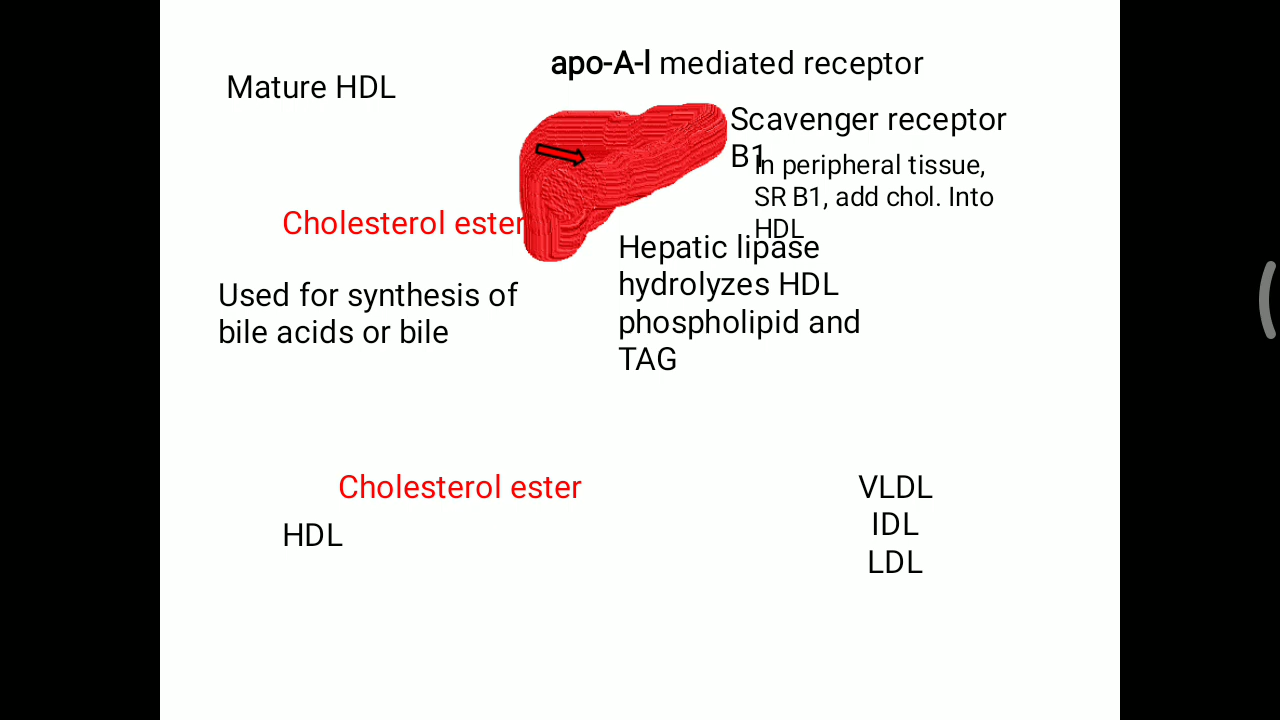 apo-A-l mediated receptor
Mature HDL
Scavenger receptor
B1
In peripheral tissue,
SR B1, add chol. Into
HDL
Cholesterol ester
Hepatic lipase
hydrolyzes HDL
phospholipid and
TAG
Used for synthesis of
bile acids or bile
Cholesterol ester
HDL
VLDL
IDL
LDL